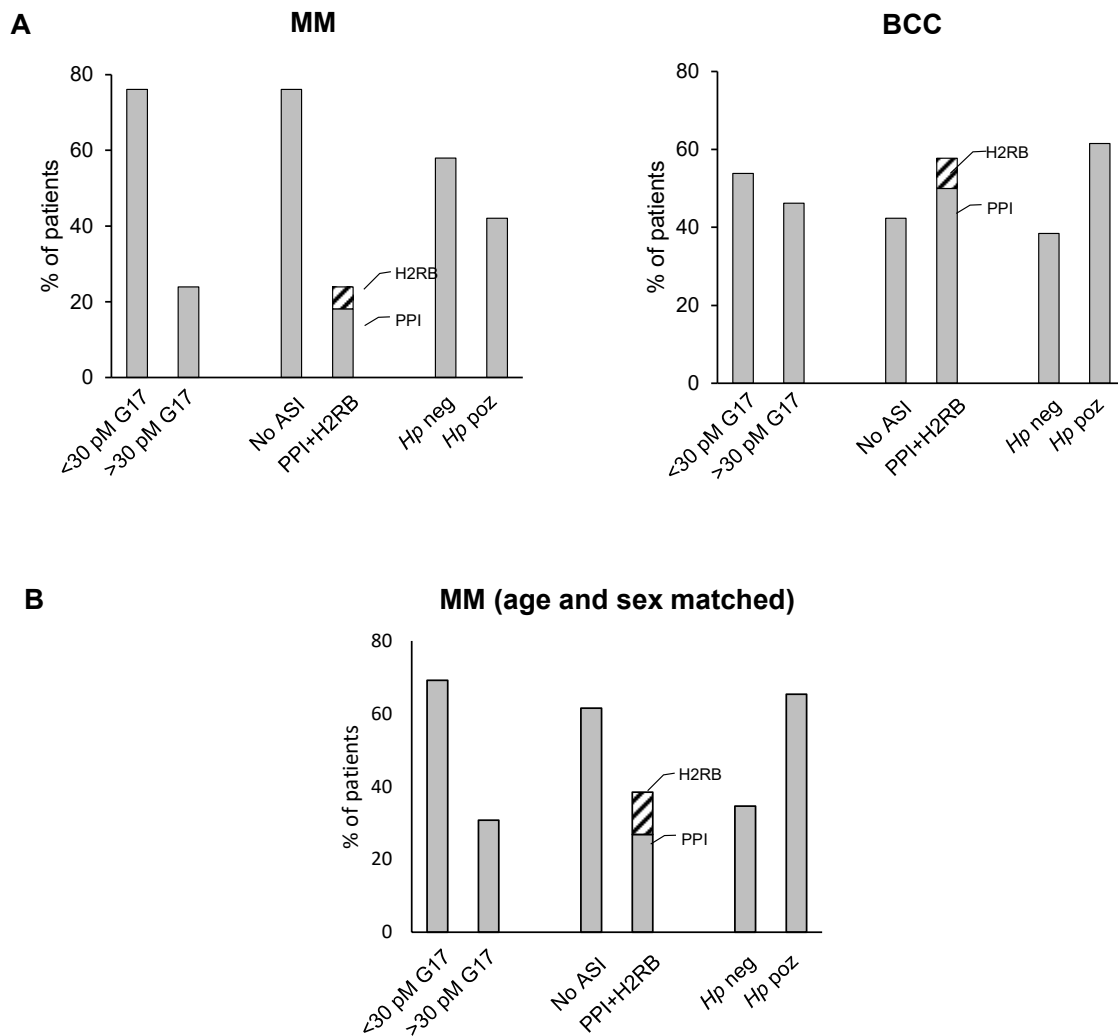 A
MM
BCC
80
60
40
20
0
% of patients
H2RB
PPI
<30 pM G17
>30 pM G17
No ASI
PPI+H2RB
Hp neg
Hp poz
80
60
40
20
0
% of patients
H2RB
PPI
<30 pM G17
>30 pM G17
No ASI
PPI+H2RB
Hp neg
Hp poz
B
MM (age and sex matched)
80
60
40
20
0
% of patients
H2RB
PPI
<30 pM G17
>30 pM G17
No ASI
PPI+H2RB
Hp neg
Hp poz